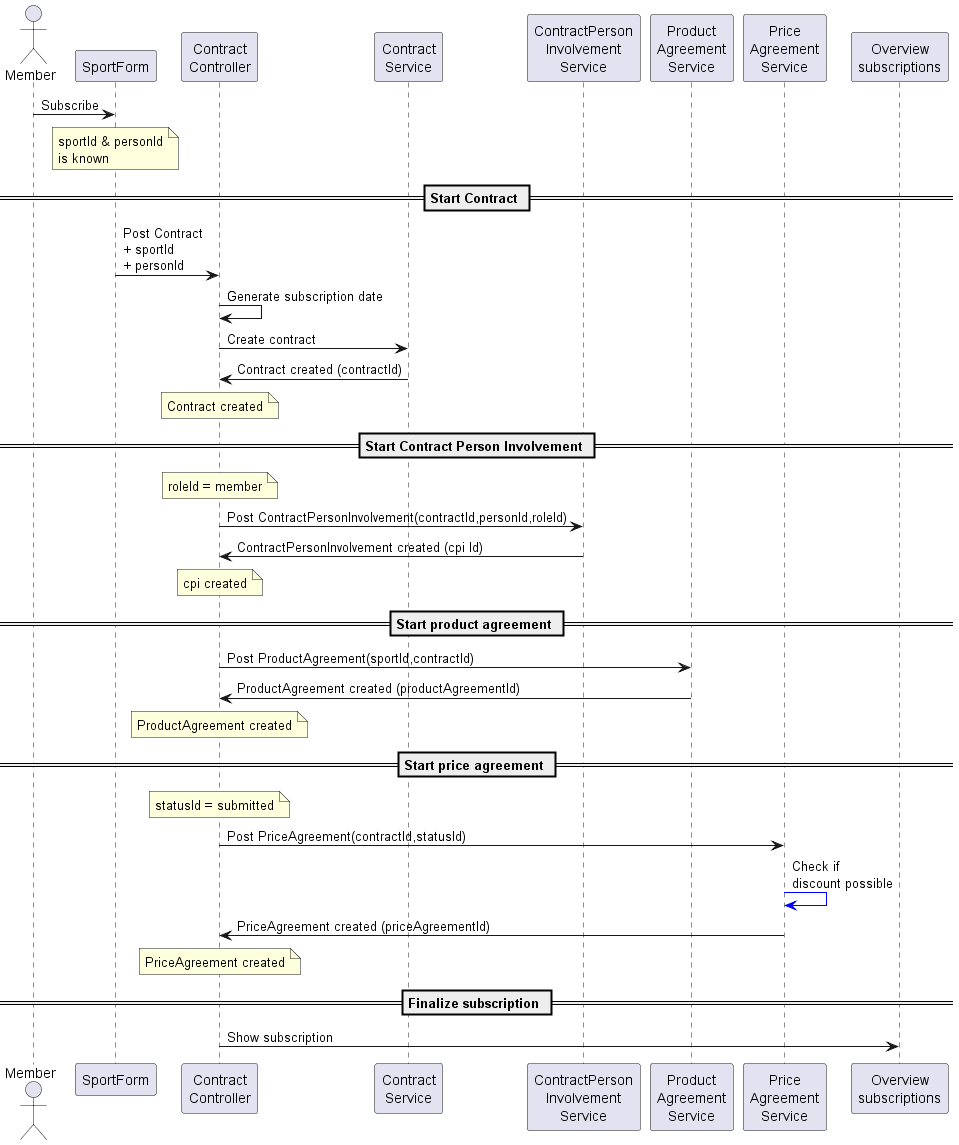 Member
SportForm
Contract
Controller
Contract
Service
ContractPerson
Involvement
Service
Product
Agreement
Service
Price
Agreement
Service
Overview
subscriptions
Subscribe
sportId & personId
is known
Start Contract
Post Contract
+ sportId
+ personId
Generate subscription date
Create contract
Contract created (contractId)
Contract created
Start Contract Person Involvement
roleId = member
Post ContractPersonInvolvement(contractId,personId,roleId)
ContractPersonInvolvement created (cpi Id)
cpi created
Start product agreement
Post ProductAgreement(sportId,contractId)
ProductAgreement created (productAgreementId)
ProductAgreement created
Start price agreement
statusId = submitted
Post PriceAgreement(contractId,statusId)
Check if
discount possible
PriceAgreement created (priceAgreementId)
PriceAgreement created
Finalize subscription
Show subscription
Member
SportForm
Contract
Controller
Contract
Service
ContractPerson
Involvement
Service
Product
Agreement
Service
Price
Agreement
Service
Overview
subscriptions